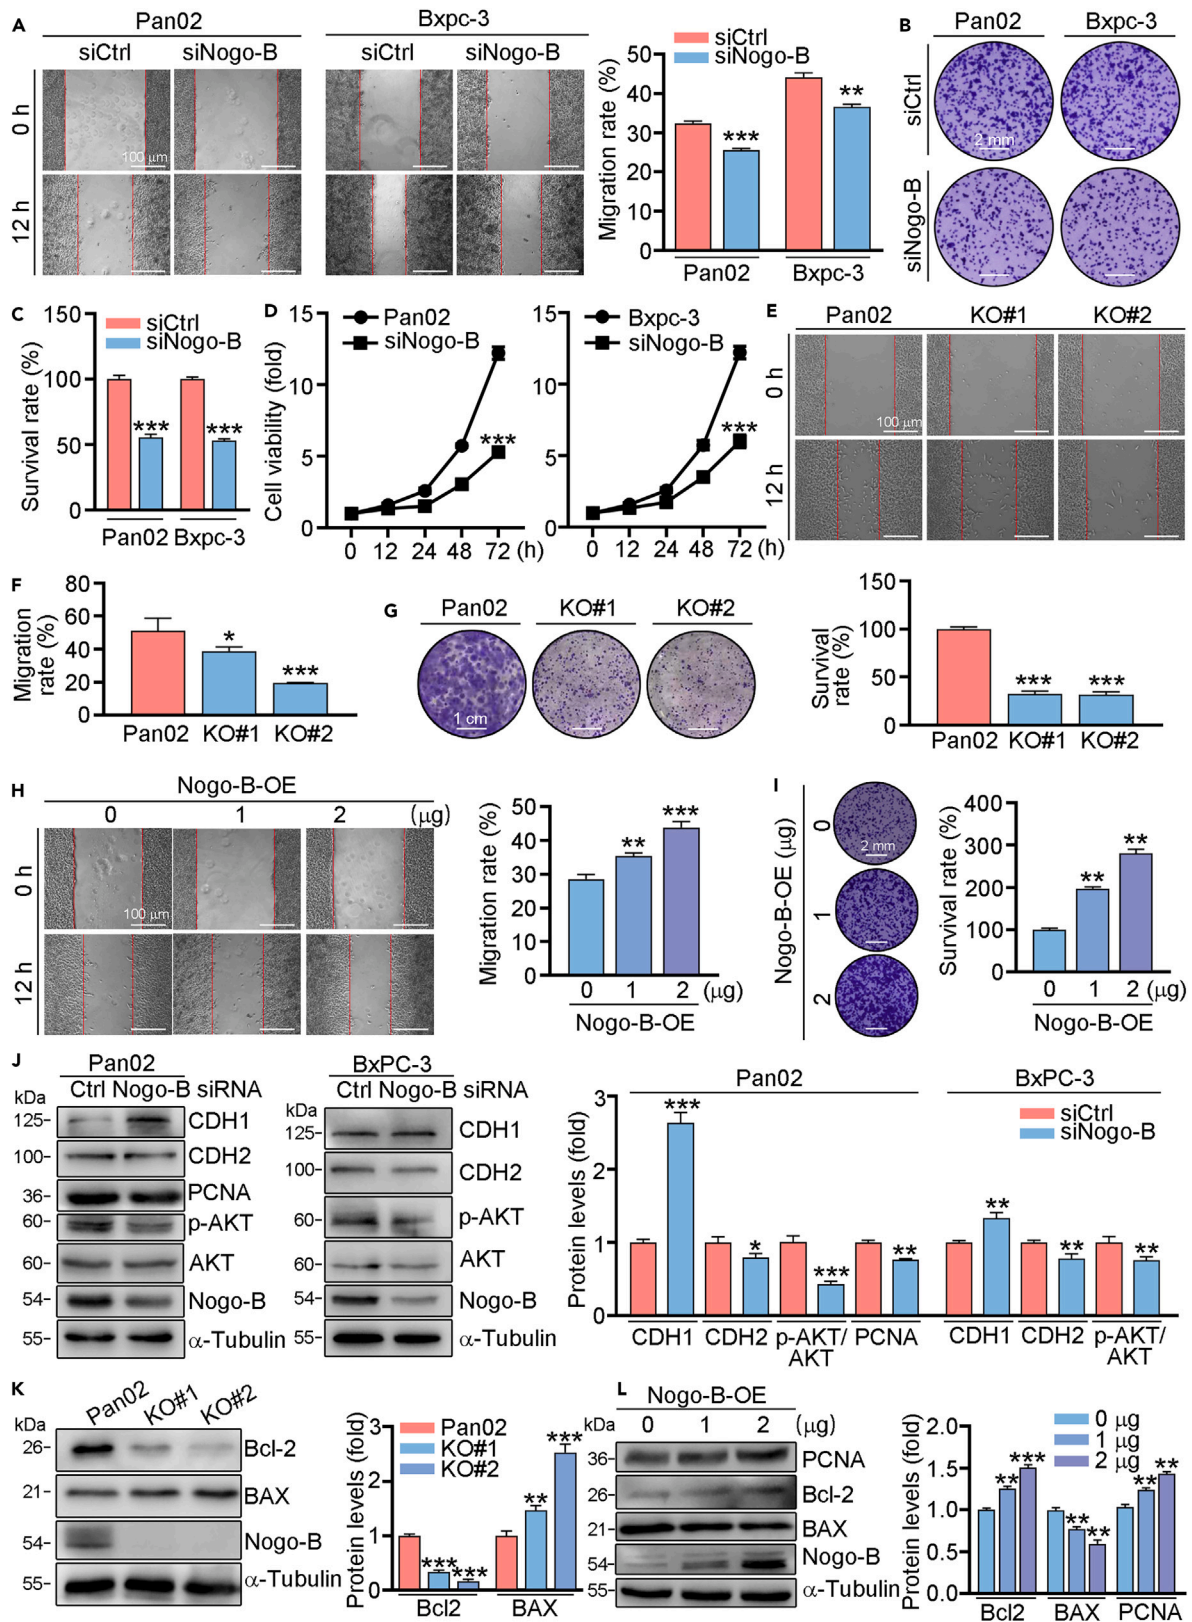 A
Pan02
Bxpc-3
siCtrl
siNogo-B
siCtrl
siNogo-B
0 h
12 h
100 μm
Migration rate (%)
50
40
30
20
10
0
siCtrl
siNogo-B
***
**
Pan02
Bxpc-3
B
Pan02
Bxpc-3
siCtrl
siNogo-B
2 mm
C
Survival rate (%)
150
100
50
0
siCtrl
siNogo-B
***
***
Pan02 Bxpc-3
D
Cell viability (fold)
15
10
5
0
Pan02
siNogo-B
***
0 12 24 48 72 (h)
15
10
5
0
Bxpc-3
siNogo-B
***
0 12 24 48 72 (h)
E
Pan02
KO#1
KO#2
0 h
12 h
100 μm
F
Migration
rate (%)
80
60
40
20
0
*
***
Pan02 KO#1 KO#2
G
Pan02
KO#1
KO#2
1 cm
Survival
rate (%)
150
100
50
0
***
***
Pan02 KO#1 KO#2
H
Nogo-B-OE
0 1 2 (μg)
0 h
12 h
100 μm
Migration rate (%)
50
40
30
20
10
0
**
***
0 1 2 (μg)
Nogo-B-OE
I
Nogo-B-OE (μg)
0
1
2
2 mm
Survival rate (%)
400
300
200
100
0
**
**
0 1 2 (μg)
Nogo-B-OE
J
Pan02
Ctrl Nogo-B siRNA
kDa
125- CDH1
100- CDH2
36- PCNA
60- p-AKT
60- AKT
54- Nogo-B
55- α-Tubulin
BxPC-3
Ctrl Nogo-B siRNA
kDa
125- CDH1
100- CDH2
60- p-AKT
60- AKT
54- Nogo-B
55- α-Tubulin
Protein levels (fold)
3
2
1
0
Pan02
BxPC-3
siCtrl
siNogo-B
***
*
***
**
**
**
**
CDH1 CDH2 p-AKT/ PCNA CDH1 CDH2 p-AKT/
AKT AKT
K
Pan02 KO#1 KO#2
kDa
26- Bcl-2
21- BAX
54- Nogo-B
55- α-Tubulin
Protein levels (fold)
3
2
1
0
Pan02
KO#1
KO#2
***
***
**
***
Bcl2 BAX
L
Nogo-B-OE
kDa 0 1 2 (μg)
36- PCNA
26- Bcl-2
21- BAX
54- Nogo-B
55- α-Tubulin
Protein levels (fold)
2.0
1.5
1.0
0.5
0.0
0 μg
1 μg
2 μg
**
***
**
**
**
**
Bcl2 BAX PCNA